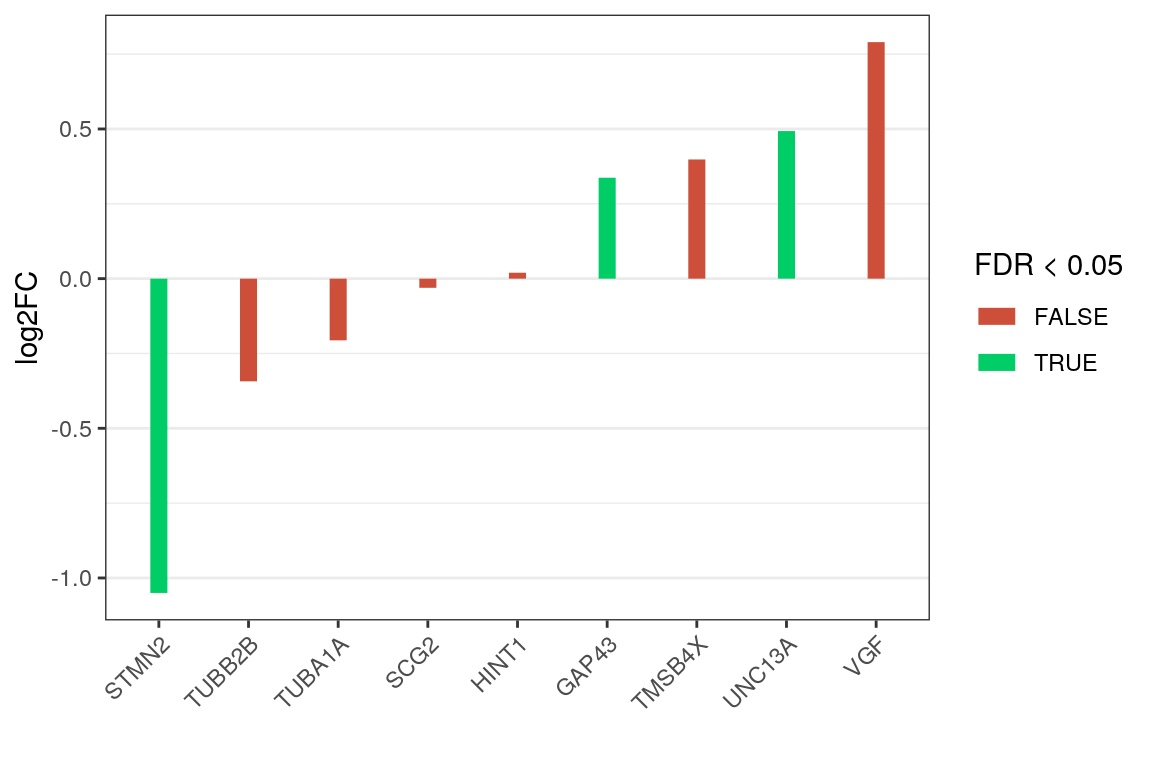 log2FC
0.5
0.0
-0.5
-1.0
STMN2
TUBB2B
TUBA1A
SCG2
HINT1
GAP43
TMSB4X
UNC13A
VGF
FDR < 0.05
FALSE
TRUE